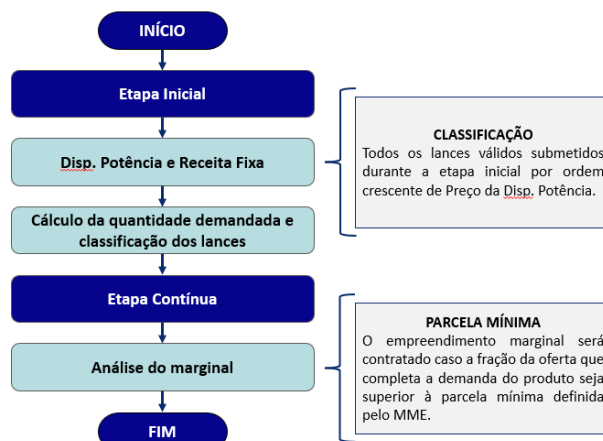 INÍCIO
Etapa Inicial
Disp. Potência e Receita Fixa
Cálculo da quantidade demandada e
classificação dos lances
Etapa Contínua
Análise do marginal
FIM
CLASSIFICAÇÃO
Todos os lances válidos submetidos
durante a etapa inicial por ordem
crescente de Preço da Disp. Potência.
PARCELA MÍNIMA
O empreendimento marginal será
contratado caso a fração da oferta que
completa a demanda do produto seja
superior à parcela mínima definida
pelo MME.